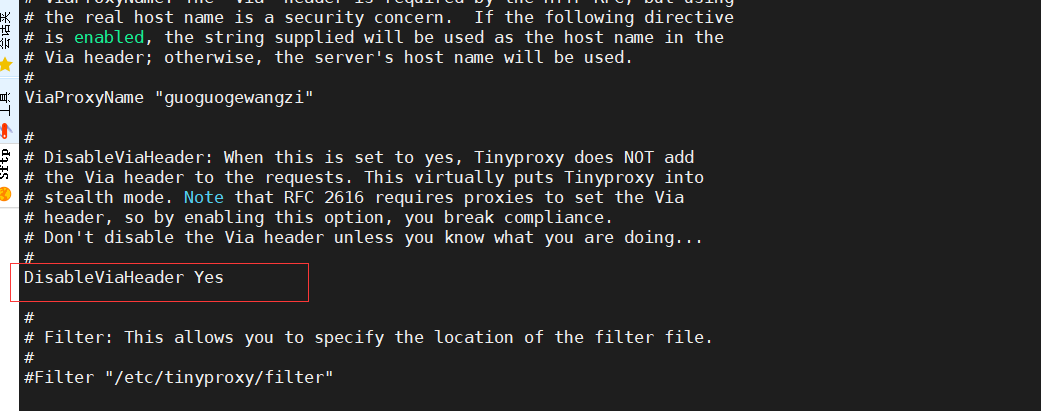 # ViaProxyName: The "Via" header is required by the HTTP RFC, but using
# the real host name is a security concern.  If the following directive
# is enabled, the string supplied will be used as the host name in the
# Via header; otherwise, the server's host name will be used.
#
ViaProxyName "guoguogewangzi"
#
# DisableViaHeader: When this is set to yes, Tinyproxy does NOT add
# the Via header to the requests. This virtually puts Tinyproxy into
# stealth mode. Note that RFC 2616 requires proxies to set the Via
# header, so by enabling this option, you break compliance.
# Don't disable the Via header unless you know what you are doing...
#
DisableViaHeader Yes
#
# Filter: This allows you to specify the location of the filter file.
#
#Filter "/etc/tinyproxy/filter"
会话夹
工具
Sftp